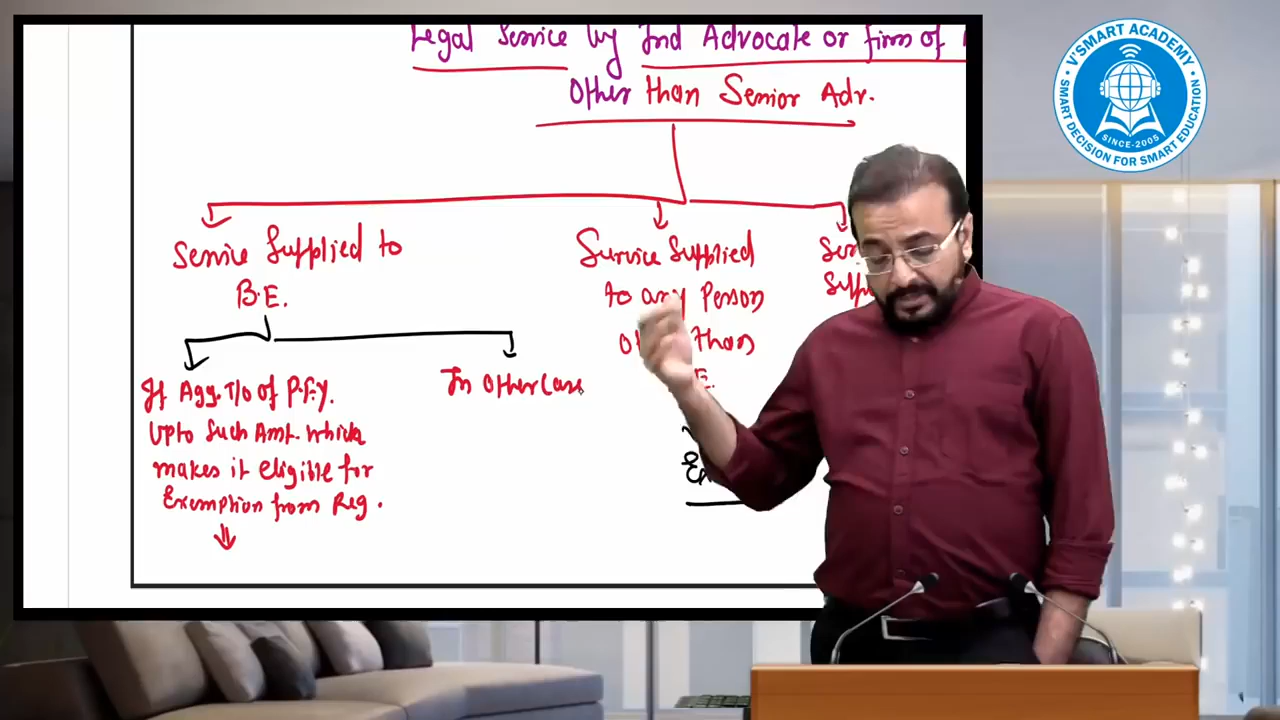 Legal Service by Ind Advocate or firm of
Other than Senior Adv.
Service Supplied to
B.E.
If Agg. T/o of P.F.Y.
Upto Such Amt. which
makes it eligible for
Exemption from Reg.
In Other Case
Service Supplied
to any Person
than
E.
V'SMART ACADEMY
SMART DECISION FOR SMART EDUCATION
SINCE-2005